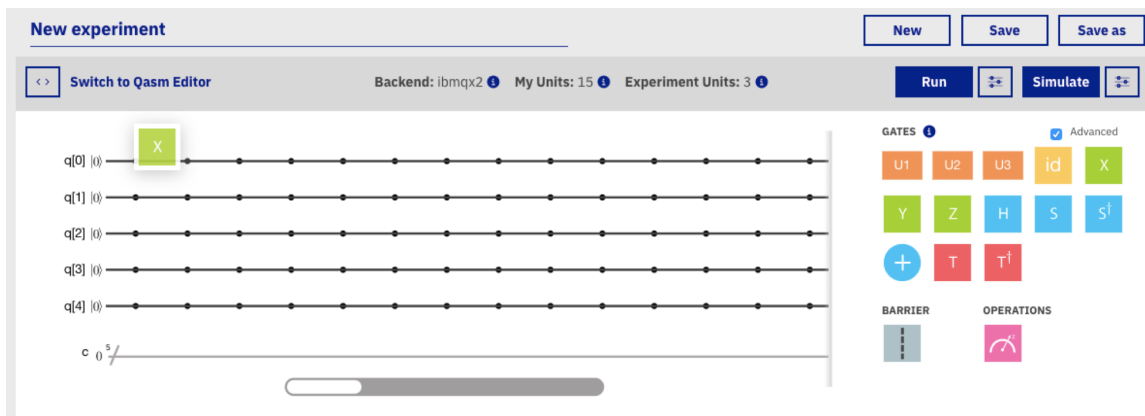 New experiment
New
Save
Save as
<> Switch to Qasm Editor
Backend: ibmqx2 i My Units: 15 i Experiment Units: 3 i
Run
Simulate
X
q[0] |0⟩
q[1] |0⟩
q[2] |0⟩
q[3] |0⟩
q[4] |0⟩
c 0 5
GATES i
Advanced
U1 U2 U3 id X
Y Z H S S†
+ T T†
BARRIER
OPERATIONS
z